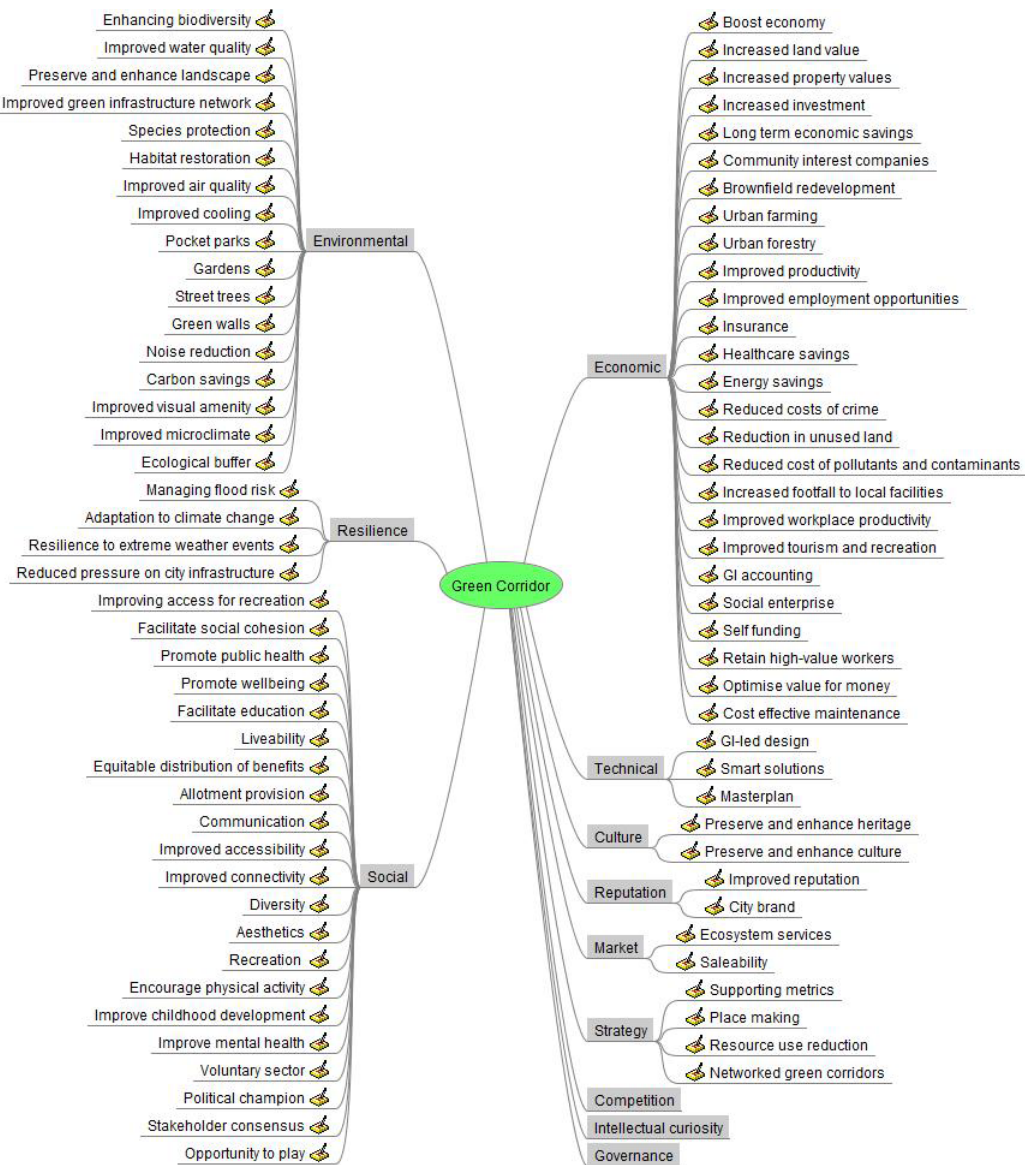 Enhancing biodiversity
Improved water quality
Preserve and enhance landscape
Improved green infrastructure network
Species protection
Habitat restoration
Improved air quality
Improved cooling
Pocket parks
Gardens
Street trees
Green walls
Noise reduction
Carbon savings
Improved visual amenity
Improved microclimate
Ecological buffer
Environmental
Managing flood risk
Adaptation to climate change
Resilience to extreme weather events
Reduced pressure on city infrastructure
Resilience
Improving access for recreation
Facilitate social cohesion
Promote public health
Promote wellbeing
Facilitate education
Liveability
Equitable distribution of benefits
Allotment provision
Communication
Improved accessibility
Improved connectivity
Diversity
Aesthetics
Recreation
Encourage physical activity
Improve childhood development
Improve mental health
Voluntary sector
Political champion
Stakeholder consensus
Opportunity to play
Social
Green Corridor
Economic
Boost economy
Increased land value
Increased property values
Increased investment
Long term economic savings
Community interest companies
Brownfield redevelopment
Urban farming
Urban forestry
Improved productivity
Improved employment opportunities
Insurance
Healthcare savings
Energy savings
Reduced costs of crime
Reduction in unused land
Reduced cost of pollutants and contaminants
Increased footfall to local facilities
Improved workplace productivity
Improved tourism and recreation
GI accounting
Social enterprise
Self funding
Retain high-value workers
Optimise value for money
Cost effective maintenance
Technical
GI-led design
Smart solutions
Masterplan
Culture
Preserve and enhance heritage
Preserve and enhance culture
Reputation
Improved reputation
City brand
Market
Ecosystem services
Saleability
Strategy
Supporting metrics
Place making
Resource use reduction
Networked green corridors
Competition
Intellectual curiosity
Governance